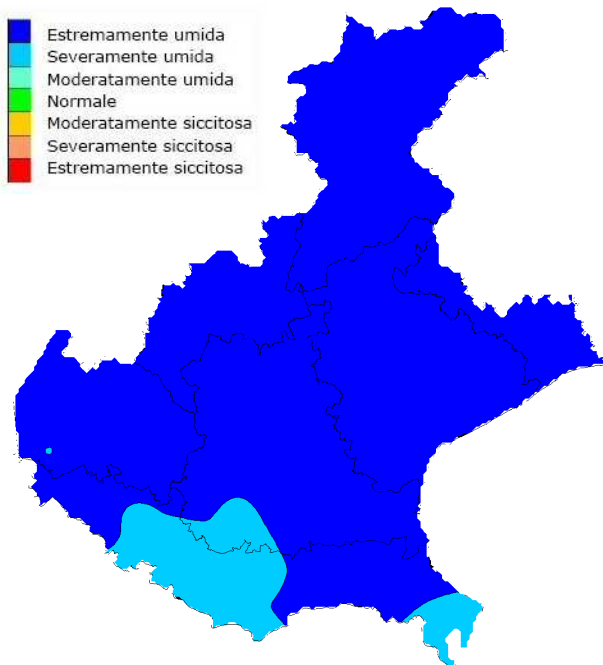 Estremamente umida
Severamente umida
Moderatamente umida
Normale
Moderatamente siccitosa
Severamente siccitosa
Estremamente siccitosa